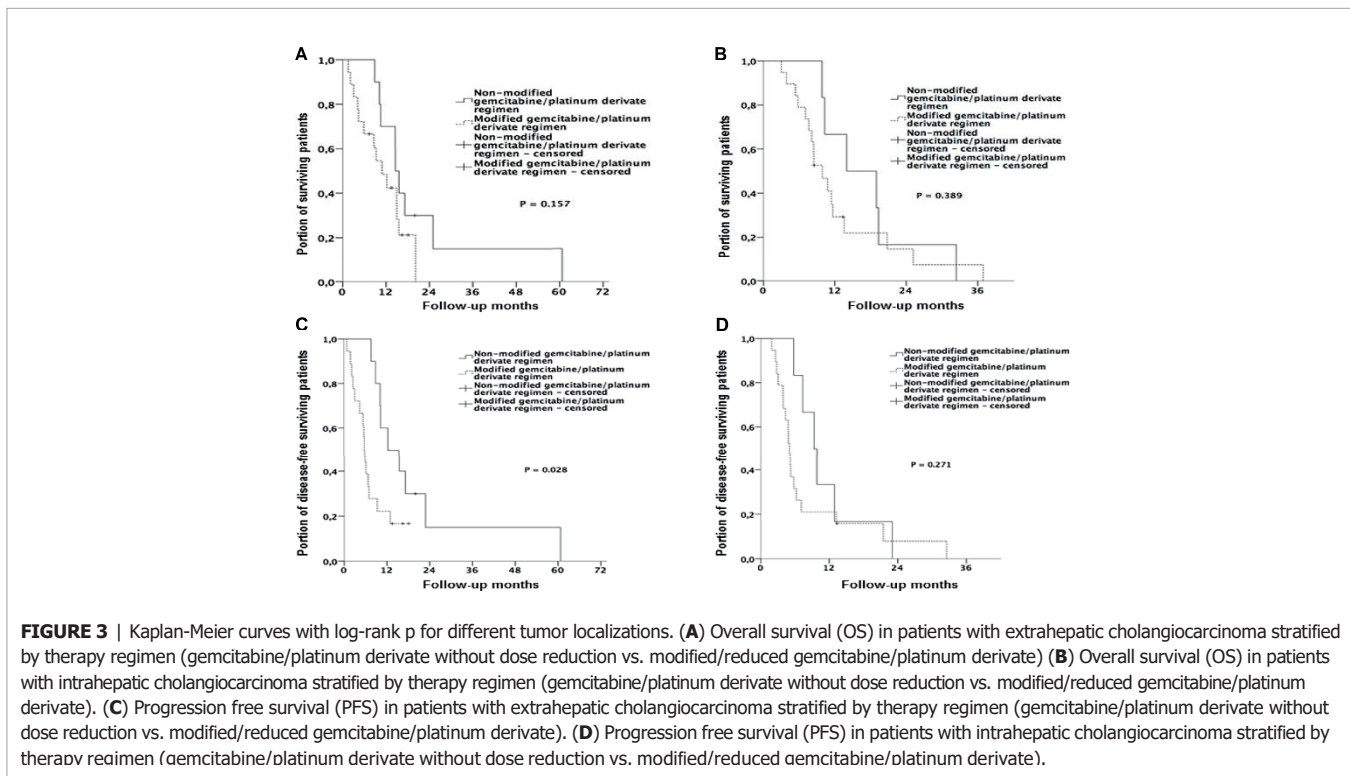 A
Portion of surviving patients
1,0
0,8
0,6
0,4
0,2
0,0
0 12 24 36 48 60 72
Follow-up months
Non-modified
gemcitabine/platinum derivate
regimen
Modified gemcitabine/platinum
derivate regimen
Non-modified
gemcitabine/platinum derivate
regimen - censored
Modified gemcitabine/platinum
derivate regimen - censored
P = 0.157
B
Portion of surviving patients
1,0
0,8
0,6
0,4
0,2
0,0
0 12 24 36
Follow-up months
Non-modified
gemcitabine/platinum derivate
regimen
Modified gemcitabine/platinum
derivate regimen
Non-modified
gemcitabine/platinum derivate
regimen - censored
Modified gemcitabine/platinum
derivate regimen - censored
P = 0.389
C
Portion of disease-free surviving patients
1,0
0,8
0,6
0,4
0,2
0,0
0 12 24 36 48 60 72
Follow-up months
Non-modified gemcitabine/platinum
derivate regimen
Modified gemcitabine/platinum
derivate regimen
Non-modified gemcitabine/platinum
derivate regimen - censored
Modified gemcitabine/platinum
derivate regimen - censored
P = 0.028
D
Portion of disease-free surviving patients
1,0
0,8
0,6
0,4
0,2
0,0
0 12 24 36
Follow-up months
Non-modified gemcitabine/platinum
derivate regimen
Modified gemcitabine/platinum
derivate regimen
Non-modified gemcitabine/platinum
derivate regimen - censored
Modified gemcitabine/platinum
derivate regimen - censored
P = 0.271
FIGURE 3 | Kaplan-Meier curves with log-rank p for different tumor localizations. (A) Overall survival (OS) in patients with extrahepatic cholangiocarcinoma stratified
by therapy regimen (gemcitabine/platinum derivate without dose reduction vs. modified/reduced gemcitabine/platinum derivate) (B) Overall survival (OS) in patients
with intrahepatic cholangiocarcinoma stratified by therapy regimen (gemcitabine/platinum derivate without dose reduction vs. modified/reduced gemcitabine/platinum
derivate). (C) Progression free survival (PFS) in patients with extrahepatic cholangiocarcinoma stratified by therapy regimen (gemcitabine/platinum derivate without
dose reduction vs. modified/reduced gemcitabine/platinum derivate). (D) Progression free survival (PFS) in patients with intrahepatic cholangiocarcinoma stratified by
therapy regimen (gemcitabine/platinum derivate without dose reduction vs. modified/reduced gemcitabine/platinum derivate).